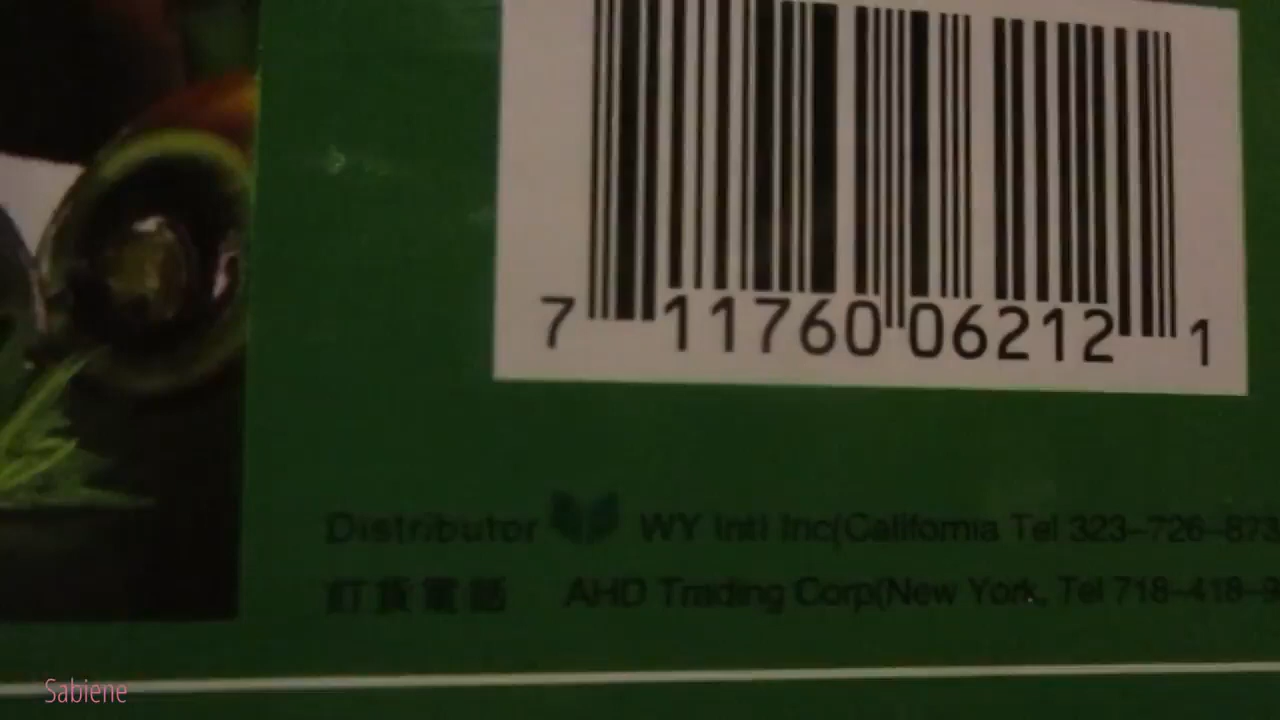 7 11760 06212 1
Distributor WY Intl Inc(California Tel 323-726-873
訂貨電話 AHD Trading Corp(New York, Tel 718-418-9
Sabiene